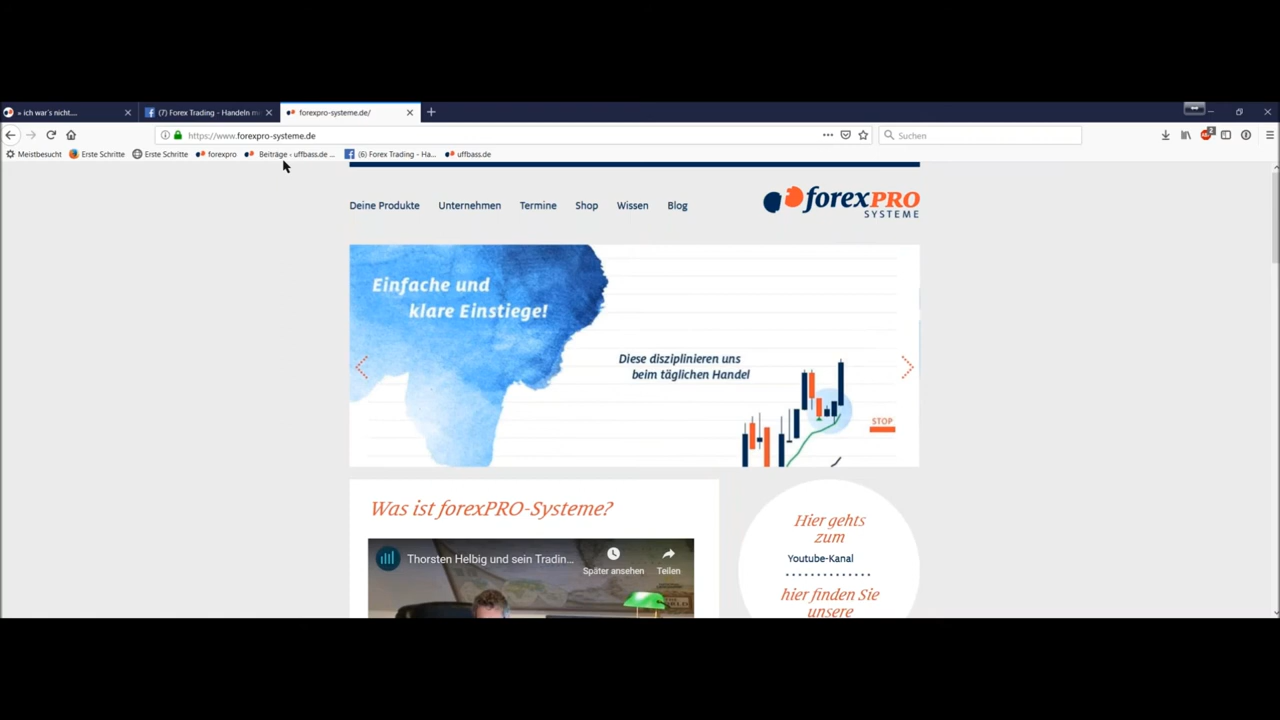 » ich war's nicht....
(7) Forex Trading - Handeln m
forexpro-systeme.de/
https://www.forexpro-systeme.de
Suchen
2
Meistbesucht
Erste Schritte
Erste Schritte
forexpro
Beiträge ‹ uffbass.de ...
(6) Forex Trading - Ha...
uffbass.de
Deine Produkte
Unternehmen
Termine
Shop
Wissen
Blog
forexPRO
SYSTEME
Einfache und
klare Einstiege!
Diese disziplinieren uns
beim täglichen Handel
STOP
Was ist forexPRO-Systeme?
Thorsten Helbig und sein Tradin...
Später ansehen
Teilen
Hier gehts
zum
Youtube-Kanal
hier finden Sie
unsere